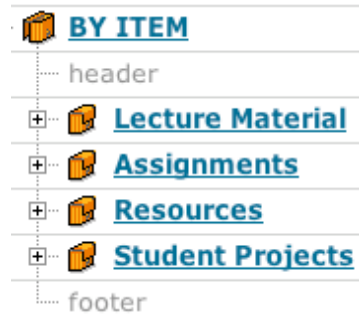 BY ITEM
header
Lecture Material
Assignments
Resources
Student Projects
footer